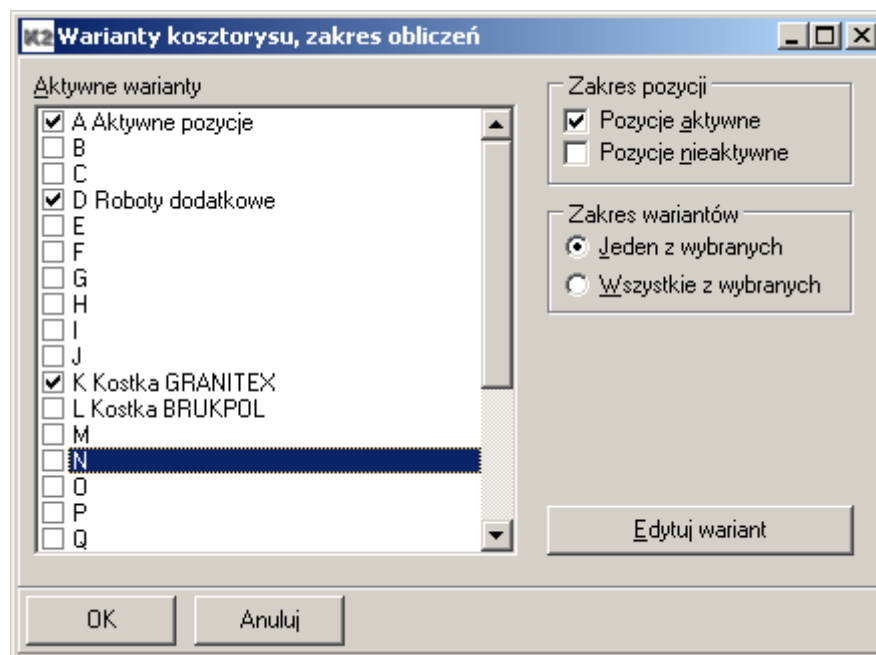 K2 Warianty kosztorysu, zakres obliczeń
Aktywne warianty
A Aktywne pozycje
B
C
D Roboty dodatkowe
E
F
G
H
I
J
K Kostka GRANITEX
L Kostka BRUKPOL
M
N
O
P
Q
Zakres pozycji
Pozycje aktywne
Pozycje nieaktywne
Zakres wariantów
Jeden z wybranych
Wszystkie z wybranych
Edytuj wariant
OK
Anuluj